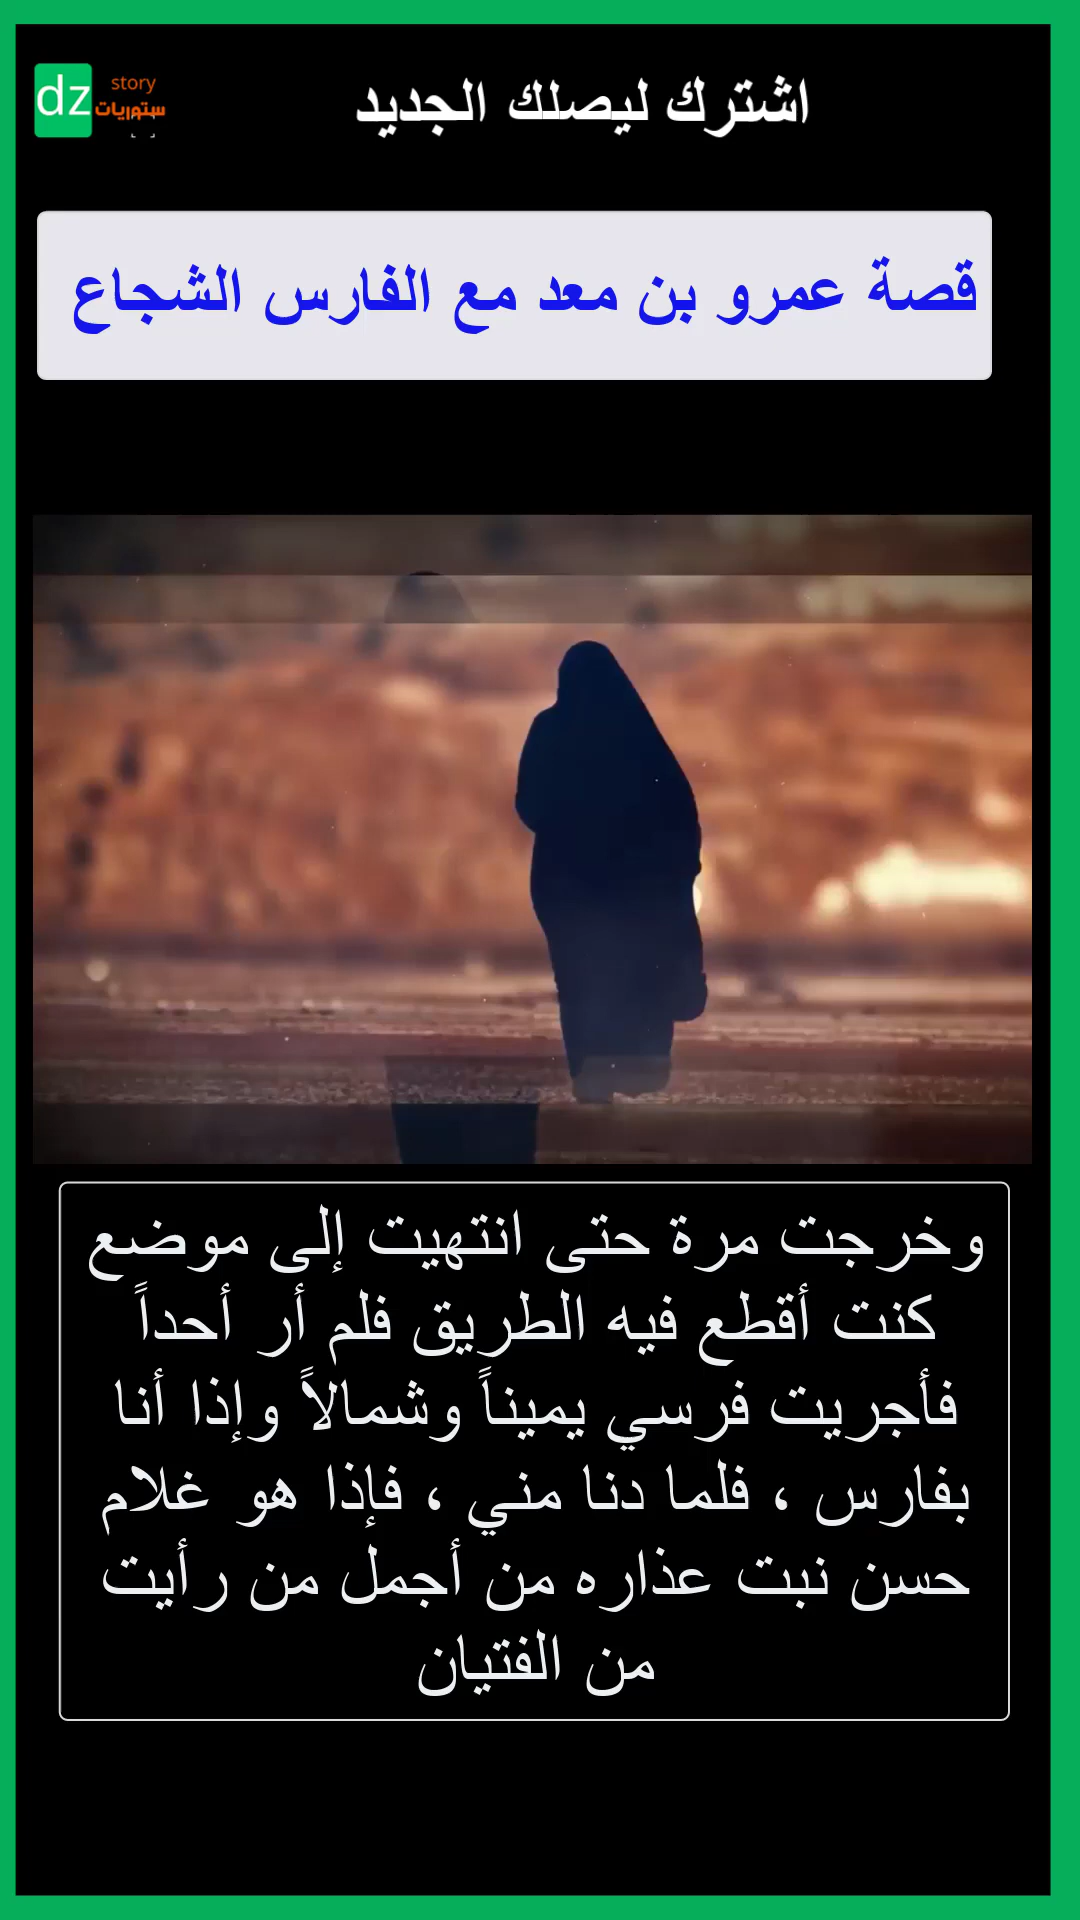 dz story
ستوريات
اشترك ليصلك الجديد
قصة عمرو بن معد مع الفارس الشجاع
وخرجت مرة حتى انتهيت إلى موضع
كنت أقطع فيه الطريق فلم أر أحداً
فأجريت فرسي يميناً وشمالاً وإذا أنا
بفارس ، فلما دنا مني ، فإذا هو غلام
حسن نبت عذاره من أجمل من رأيت
من الفتيان